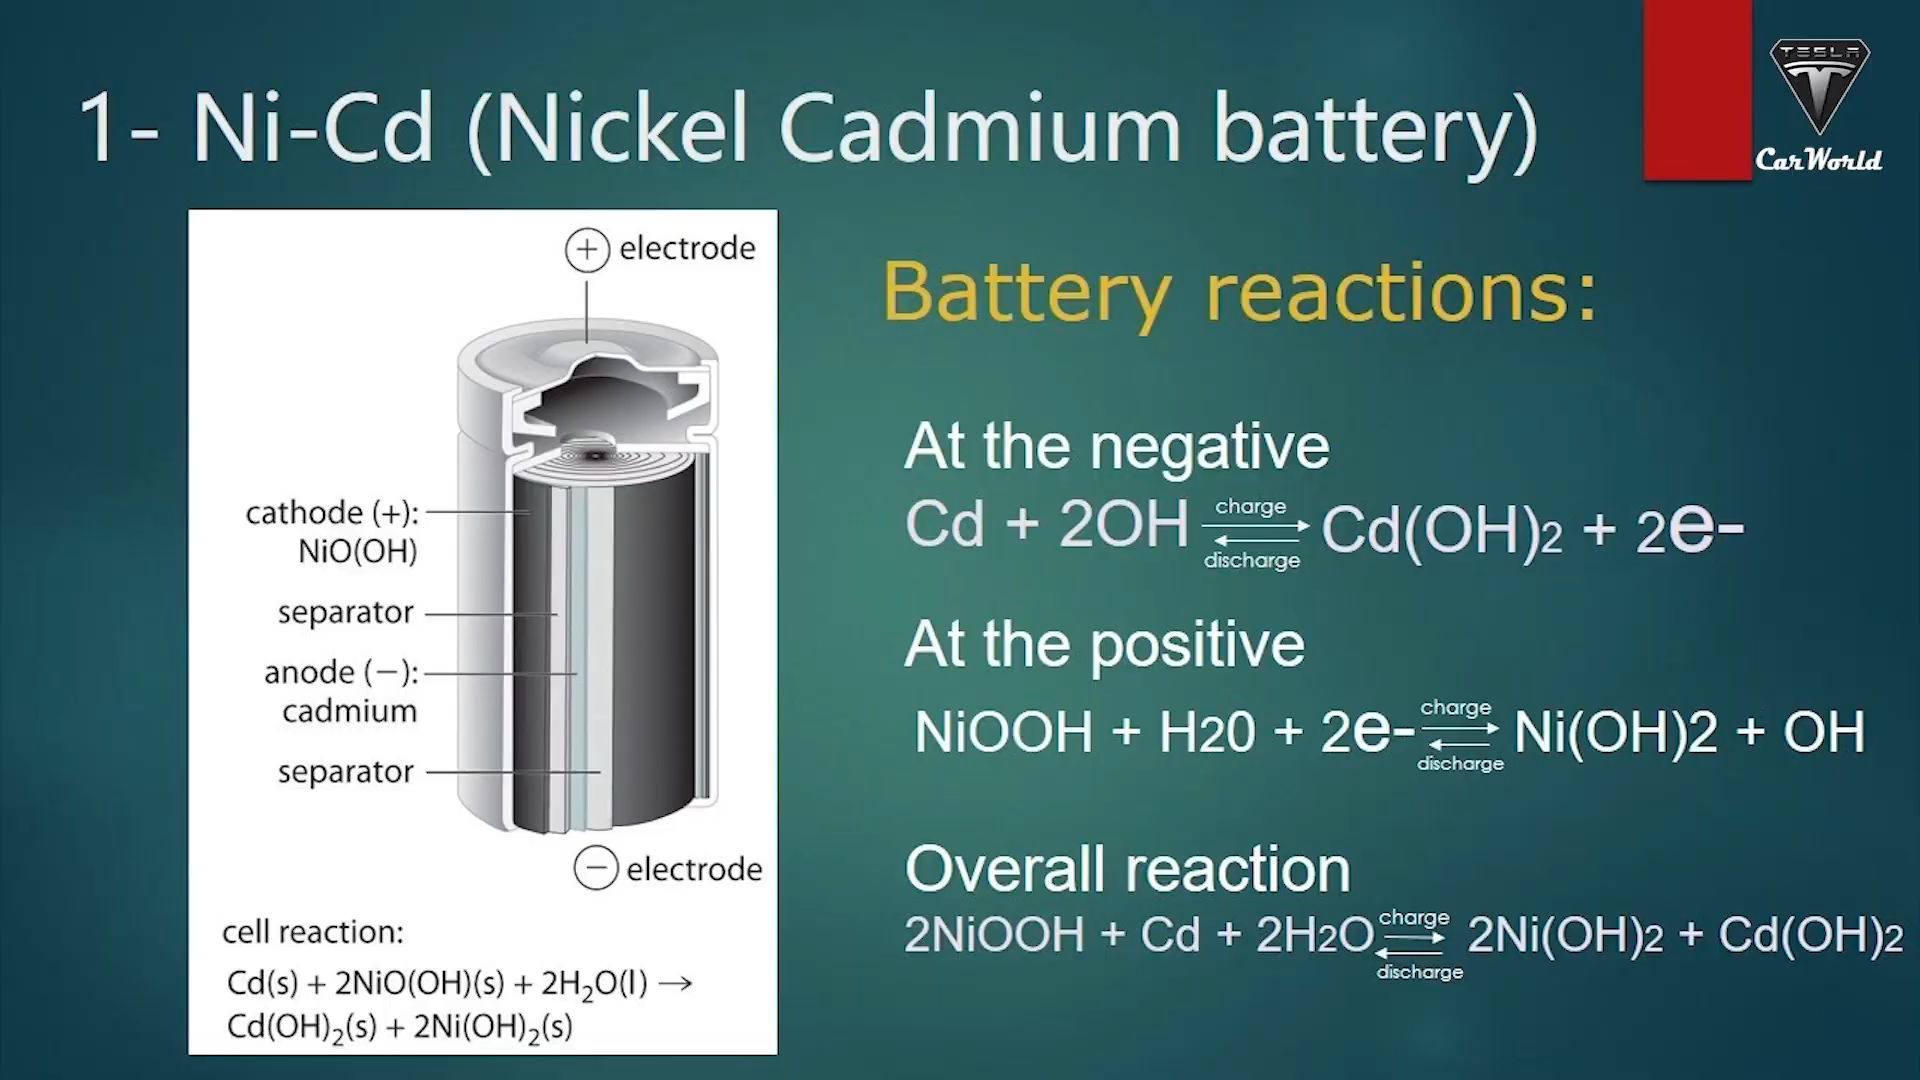 1- Ni-Cd (Nickel Cadmium battery)
TESLA
CarWorld
+ electrode
cathode (+):
NiO(OH)
separator
anode (−):
cadmium
separator
− electrode
cell reaction:
Cd(s) + 2NiO(OH)(s) + 2H₂O(l) →
Cd(OH)₂(s) + 2Ni(OH)₂(s)
Battery reactions:
At the negative
Cd + 2OH charge ⇄ discharge Cd(OH)2 + 2e-
At the positive
NiOOH + H20 + 2e- charge ⇄ discharge Ni(OH)2 + OH
Overall reaction
2NiOOH + Cd + 2H2O charge ⇄ discharge 2Ni(OH)2 + Cd(OH)2